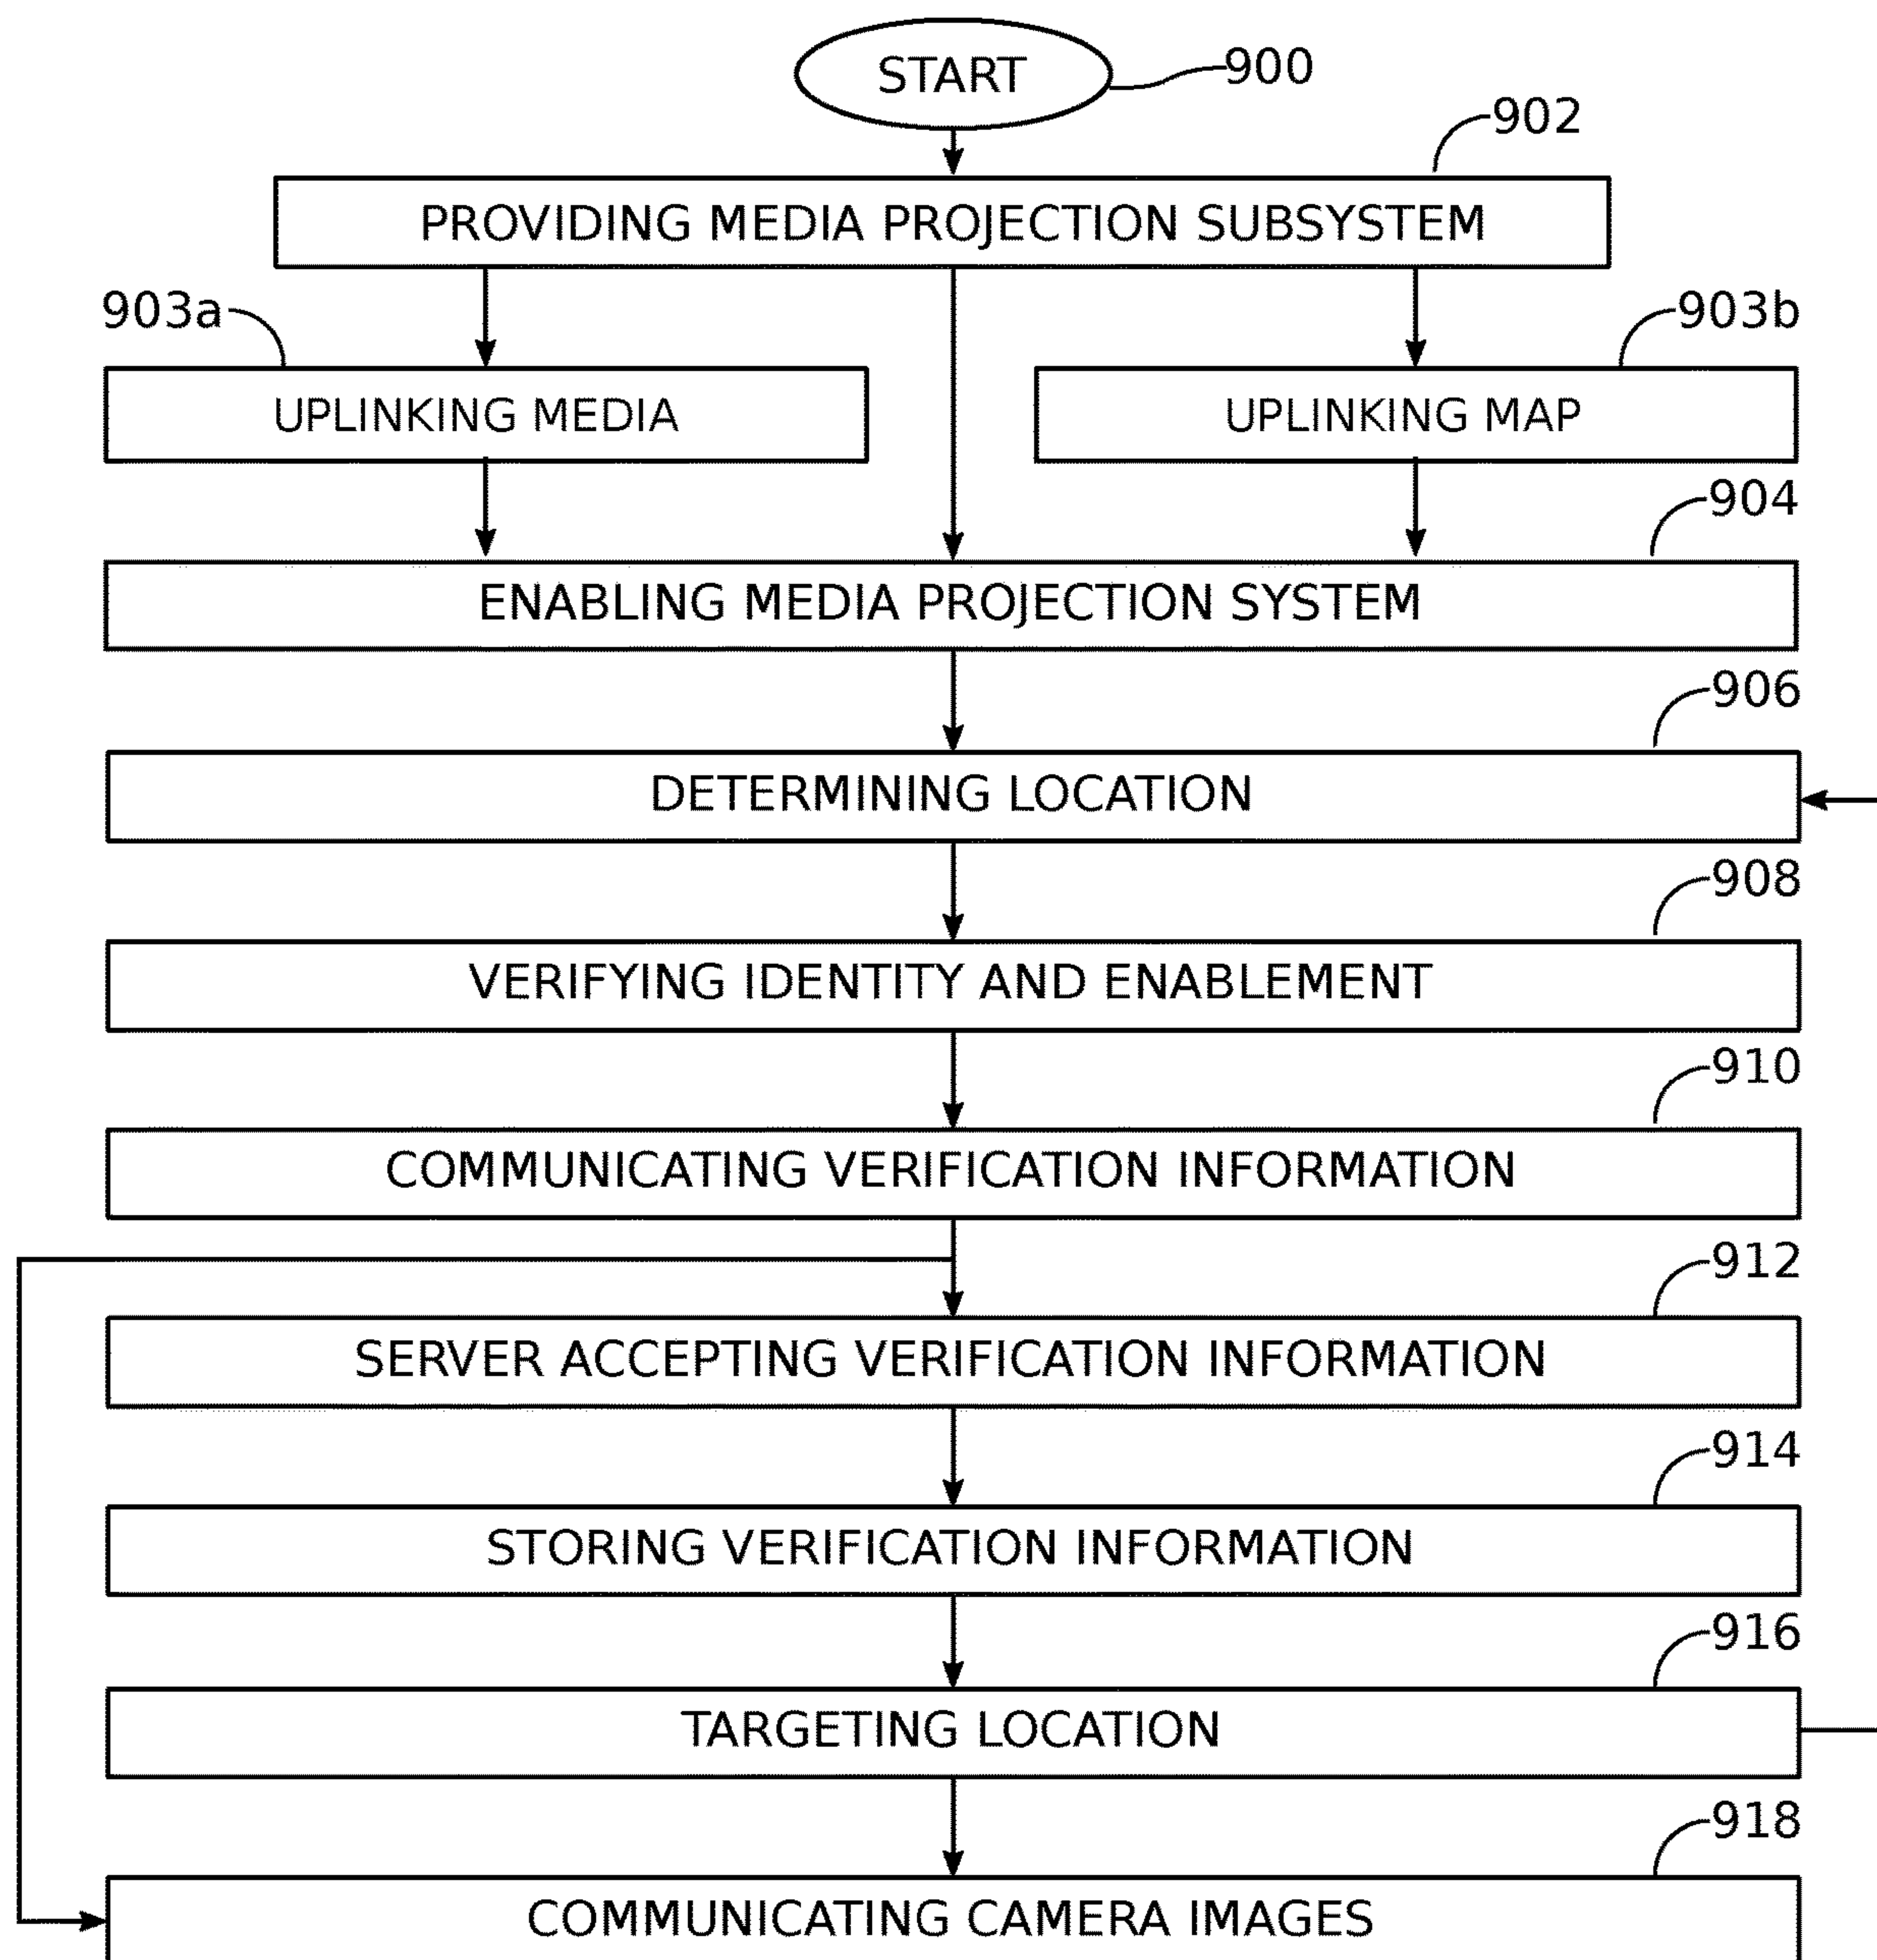 START
900
902
PROVIDING MEDIA PROJECTION SUBSYSTEM
903a
903b
UPLINKING MEDIA
UPLINKING MAP
904
ENABLING MEDIA PROJECTION SYSTEM
906
DETERMINING LOCATION
908
VERIFYING IDENTITY AND ENABLEMENT
910
COMMUNICATING VERIFICATION INFORMATION
912
SERVER ACCEPTING VERIFICATION INFORMATION
914
STORING VERIFICATION INFORMATION
916
TARGETING LOCATION
918
COMMUNICATING CAMERA IMAGES